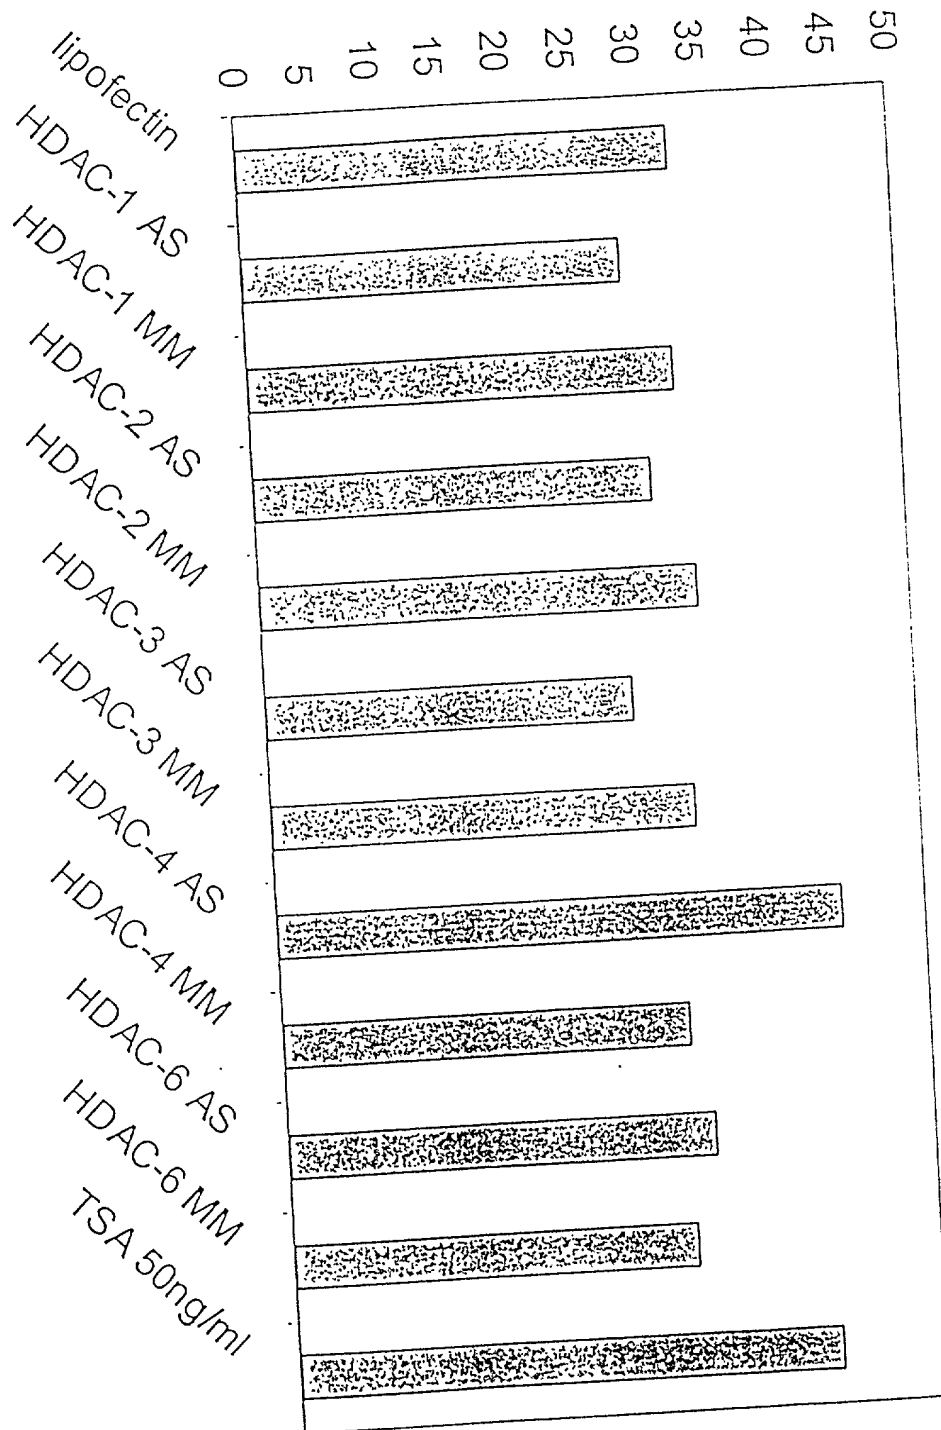 50
45
40
35
30
25
20
15
10
5
0
lipofectin
HDAC-1 AS
HDAC-1 MM
HDAC-2 AS
HDAC-2 MM
HDAC-3 AS
HDAC-3 MM
HDAC-4 AS
HDAC-4 MM
HDAC-6 AS
HDAC-6 MM
TSA 50ng/ml